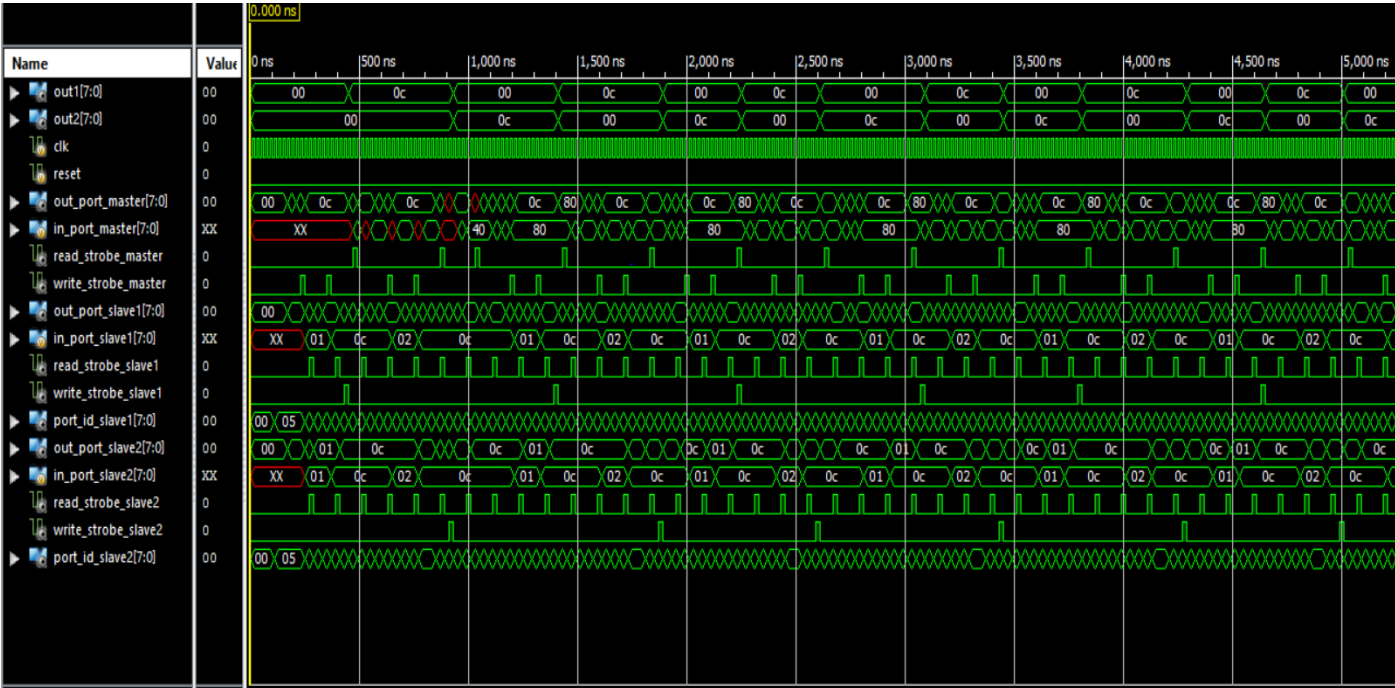 0.000 ns
Name Value 0 ns 500 ns 1,000 ns 1,500 ns 2,000 ns 2,500 ns 3,000 ns 3,500 ns 4,000 ns 4,500 ns 5,000 ns
out1[7:0] 00 00 0c 00 0c 00 0c 00 0c 00 0c 00 0c 00
out2[7:0] 00 00 0c 00 0c 00 0c 00 0c 00 0c 00 0c
clk 0
reset 0
out_port_master[7:0] 00 00 0c 0c 0c 80 0c 0c 80 0c 0c 80 0c 0c 80 0c 0c 80 0c
in_port_master[7:0] XX XX 40 80 80 80 80 80
read_strobe_master 0
write_strobe_master 0
out_port_slave1[7:0] 00 00
in_port_slave1[7:0] XX XX 01 0c 02 0c 01 0c 02 0c 01 0c 02 0c 01 0c 02 0c 01 0c 02 0c 01 0c 02 0c
read_strobe_slave1 0
write_strobe_slave1 0
port_id_slave1[7:0] 00 00 05
out_port_slave2[7:0] 00 00 01 0c 0c 01 0c 0c 01 0c 0c 01 0c 0c 01 0c 0c 01 0c 0c
in_port_slave2[7:0] XX XX 01 0c 02 0c 01 0c 02 0c 01 0c 02 0c 01 0c 02 0c 01 0c 02 0c 01 0c 02 0c
read_strobe_slave2 0
write_strobe_slave2 0
port_id_slave2[7:0] 00 00 05